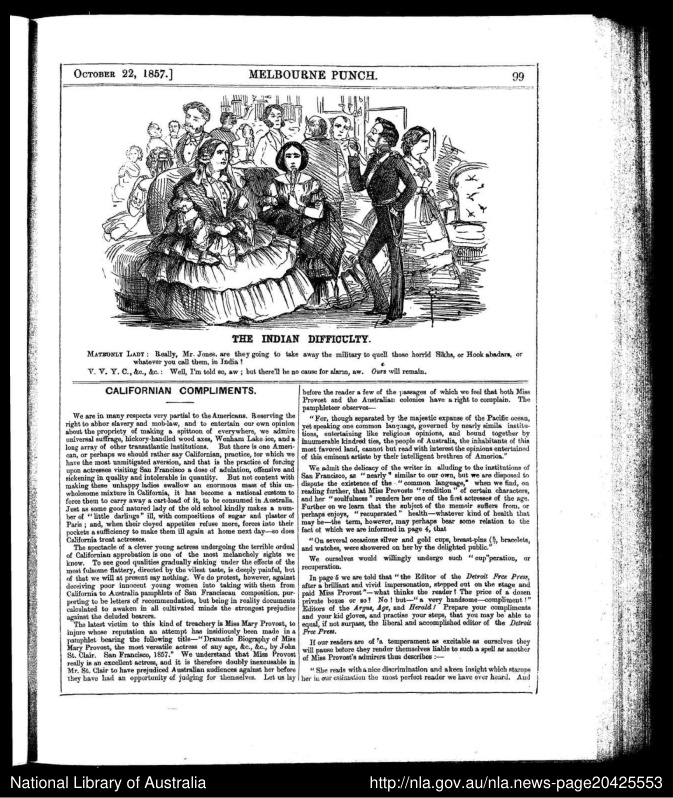 OCTOBER 22, 1857.]
MELBOURNE PUNCH.
99
THE INDIAN DIFFICULTY.
MATRONLY LADY: Really, Mr. Jones, are they going to take away the military to quell those horrid Sikhs, or Hook abadars, or
whatever you call them, in India!
V. V. Y. C., &c., &c.: Well, I'm told so, aw; but there'll be no cause for alarm, aw. Ours will remain.
CALIFORNIAN COMPLIMENTS.
We are in many respects very partial to the Americans. Reserving the
right to abhor slavery and mob-law, and to entertain our own opinion
about the propriety of making a spittoon of everywhere, we admire
universal suffrage, hickory-handled wood axes, Wenham Lake ice, and a
long array of other transatlantic institutions. But there is one Ameri-
can, or perhaps we should rather say Californian, practice, for which we
have the most unmitigated aversion, and that is the practice of forcing
upon actresses visiting San Francisco a dose of adulation, offensive and
sickening in quality and intolerable in quantity. But not content with
making these unhappy ladies swallow an enormous mass of this un-
wholesome mixture in California, it has become a national custom to
force them to carry away a cart-load of it, to be consumed in Australia.
Just as some good natured lady of the old school kindly makes a num-
ber of "little darlings" ill, with compositions of sugar and plaster of
Paris; and, when their cloyed appetites refuse more, forces into their
pockets a sufficiency to make them ill again at home next day—so does
California treat actresses.
The spectacle of a clever young actress undergoing the terrible ordeal
of Californian approbation is one of the most melancholy sights we
know. To see good qualities gradually sinking under the effects of the
most fulsome flattery, directed by the vilest taste, is deeply painful, but
of that we will at present say nothing. We do protest, however, against
deceiving poor innocent young women into taking with them from
California to Australia pamphlets of San Franciscan composition, pur-
porting to be letters of recommendation, but being in reality documents
calculated to awaken in all cultivated minds the strongest prejudice
against the deluded bearers.
The latest victim to this kind of treachery is Miss Mary Provost, to
injure whose reputation an attempt has insidiously been made in a
pamphlet bearing the following title—"Dramatic Biography of Miss
Mary Provost, the most versatile actress of any age, &c., &c., by John
St. Clair. San Francisco, 1857." We understand that Miss Provost
really is an excellent actress, and it is therefore doubly inexcusable in
Mr. St. Clair to have prejudiced Australian audiences against her before
they have had an opportunity of judging for themselves. Let us lay
before the reader a few of the passages of which we feel that both Miss
Provost and the Australian colonies have a right to complain. The
pamphleteer observes—
"For, though separated by the majestic expanse of the Pacific ocean,
yet speaking one common language, governed by nearly simila institu-
tions, entertaining like religious opinions, and bound together by
innumerable kindred ties, the people of Australia, the inhabitants of this
most favored land, cannot but read with interest the opinions entertained
of this eminent artiste by their intelligent brethren of America."
We admit the delicacy of the writer in alluding to the institutions of
San Francisco, as "nearly" similar to our own, but we are disposed to
dispute the existence of the "common language," when we find, on
reading further, that Miss Provosts "rendition" of certain characters,
and her "soulfulness" renders her one of the first actresses of the age.
Further on we learn that the subject of the memoir suffers from, or
perhaps enjoys, "recuperated" health—whatever kind of health that
may be—the term, however, may perhaps bear some relation to the
fact of which we are informed in page 4, that
"On several occasions silver and gold cups, breast-pins bracelets,
and watches, were showered on her by the delighted public."
We ourselves would willingly undergo such "cup"peration, or
recuperation.
In page 6 we are told that "the Editor of the Detroit Free Press,
after a brilliant and vivid impersonation, stepped out on the stage and
paid Miss Provost"—what thinks the reader? The price of a dozen
private boxes or so? No! but—"a very handsome—compliment!"
Editors of the Argus, Age, and Herald! Prepare your compliments
and your kid gloves, and practise your steps, that you may be able to
equal, if not surpass, the liberal and accomplished editor of the Detroit
Free Press.
If our readers are of a temperament as excitable as ourselves they
will pause before they render themselves liable to such a spell as another
of Miss Provost's admirers thus describes:—
"She reads with a nice discrimination and a keen insight which stamps
her in our estimation the most perfect reader we have ever heard. And
National Library of Australia
http://nla.gov.au/nla.news-page20425553